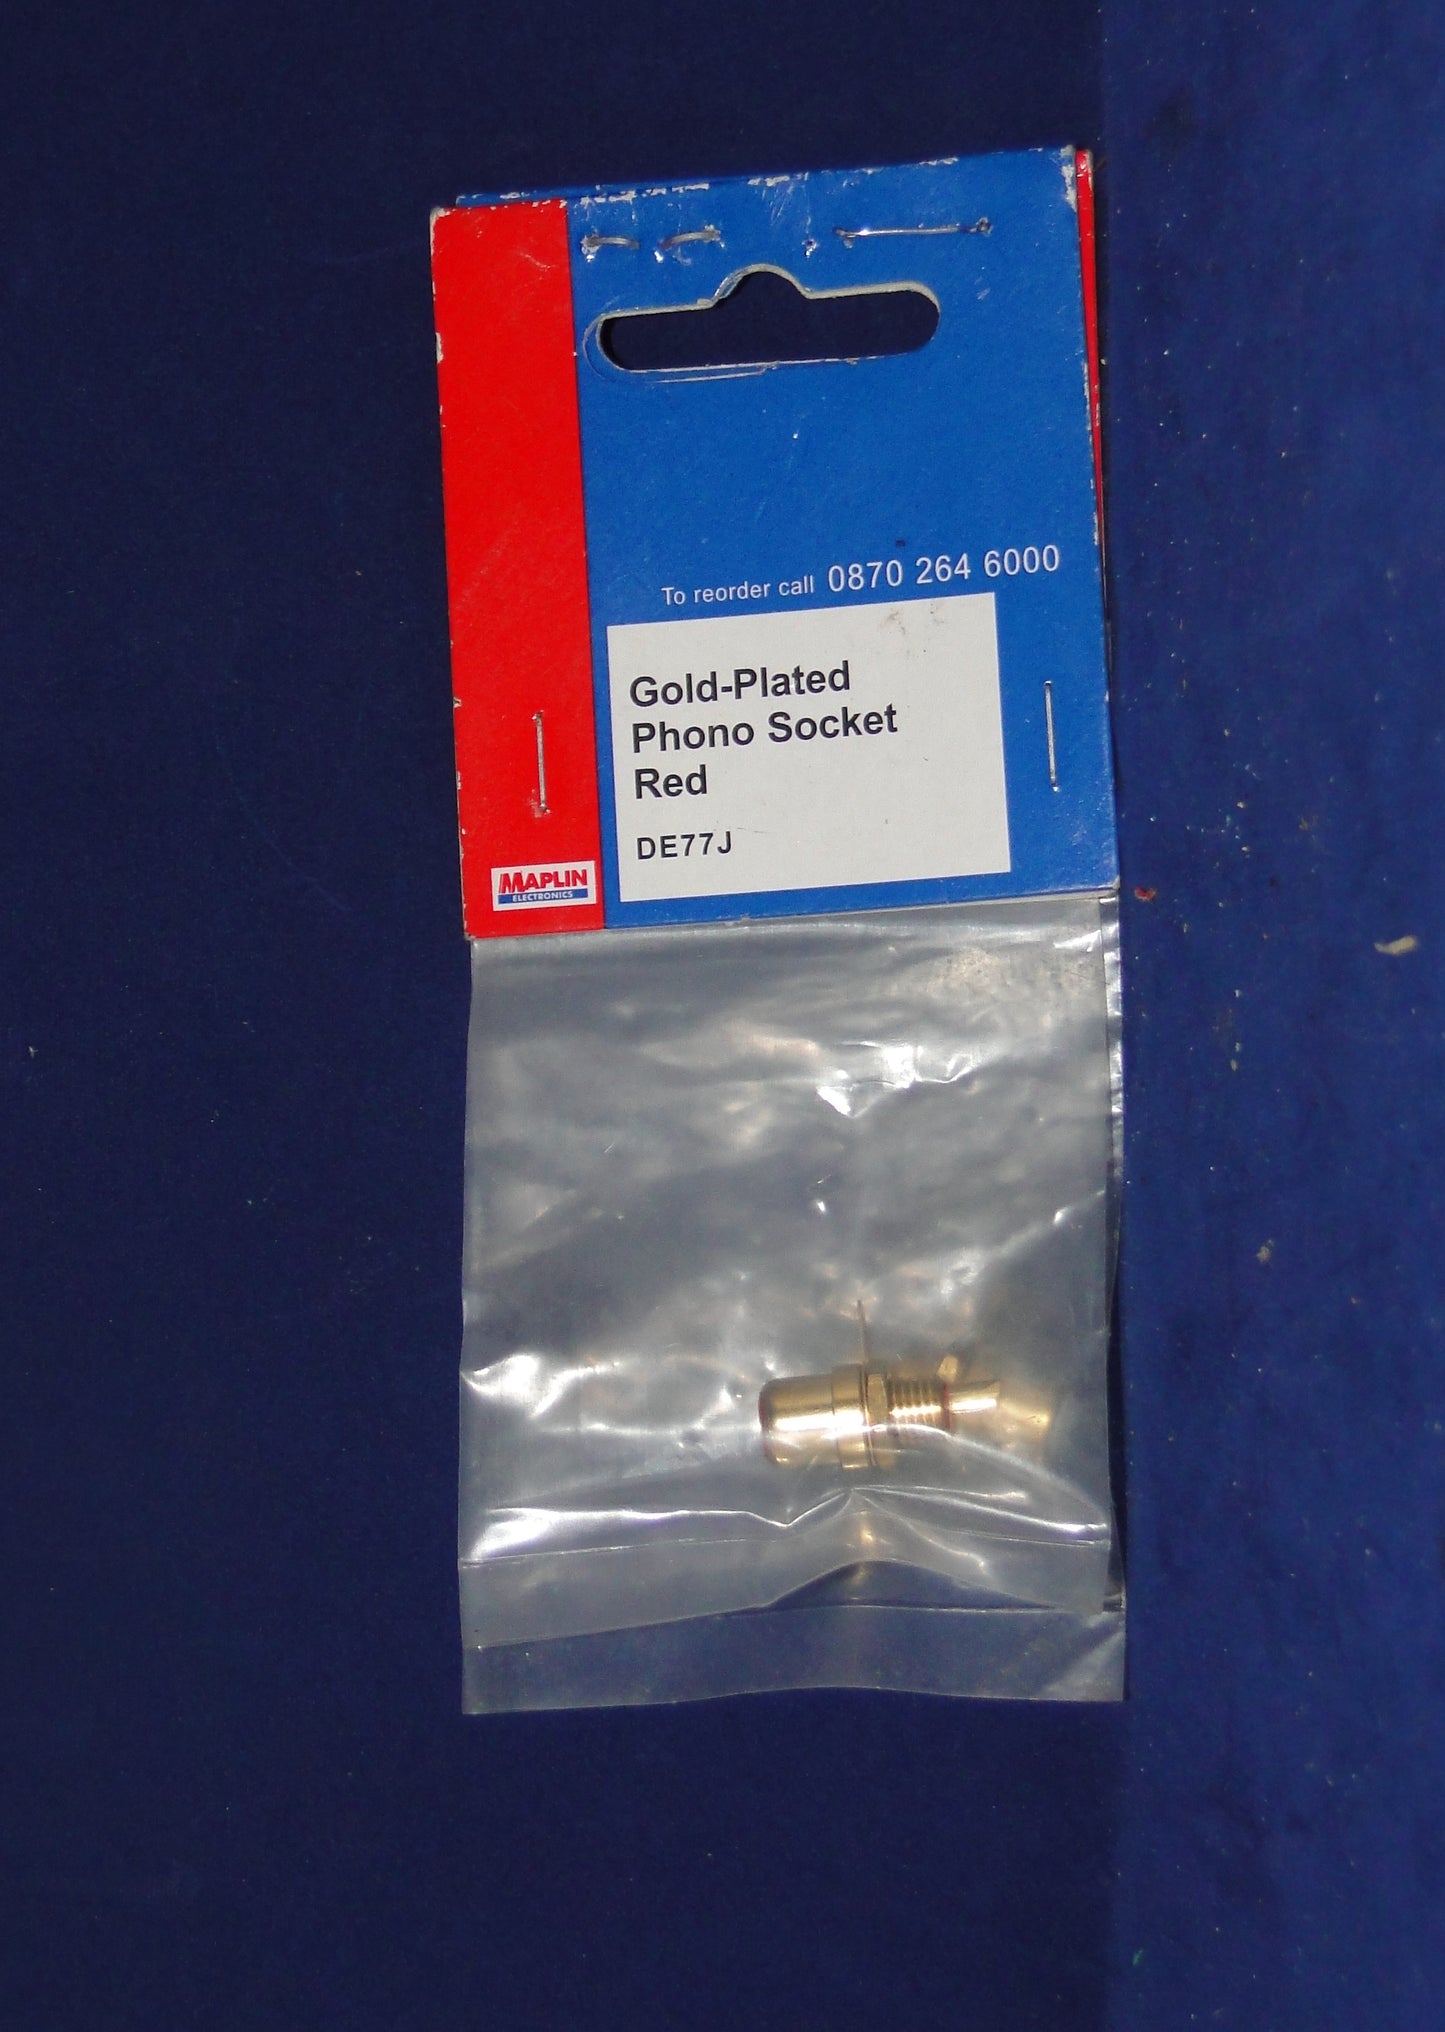 To reorder call 0870 264 6000
Gold-Plated
Phono Socket
Red
DE77J
MAPLIN
ELECTRONICS